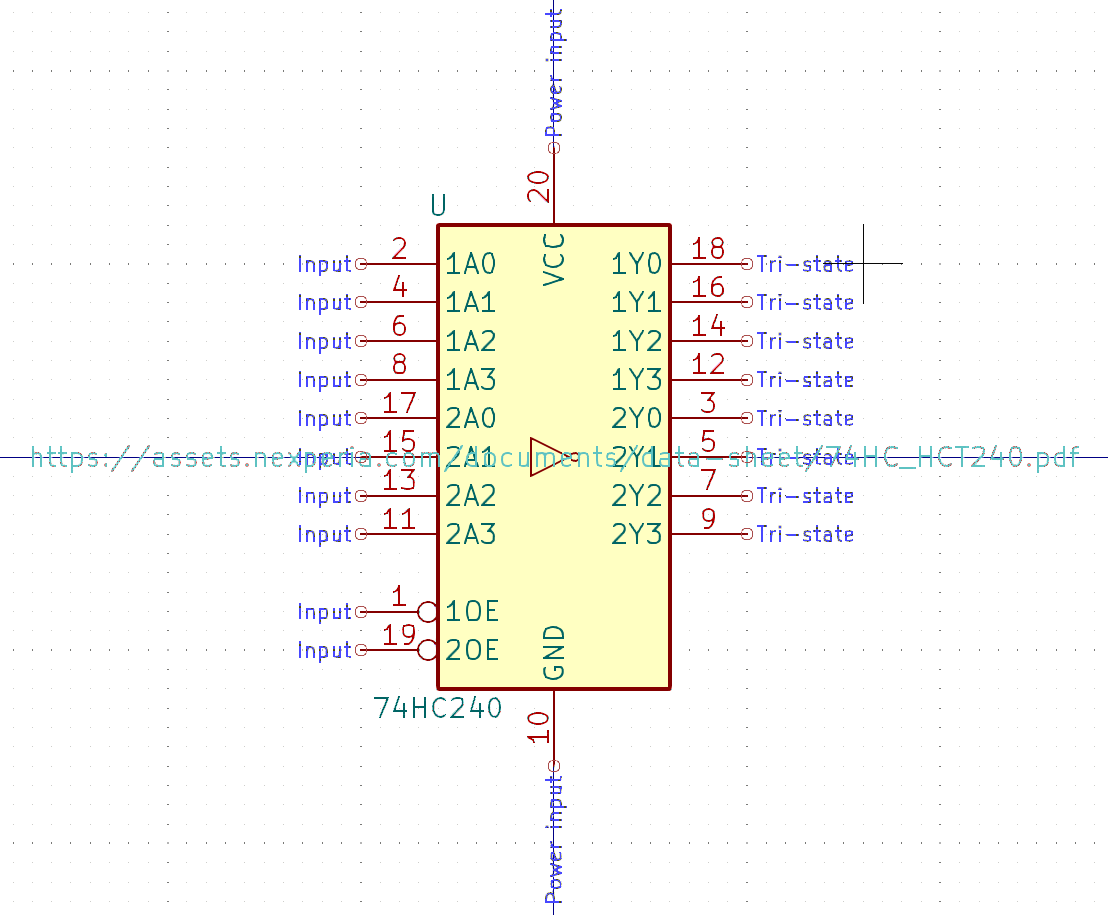 Power input
20
U
VCC
Input 2 1A0 1Y0 18 Tri-state
Input 4 1A1 1Y1 16 Tri-state
Input 6 1A2 1Y2 14 Tri-state
Input 8 1A3 1Y3 12 Tri-state
Input 17 2A0 2Y0 3 Tri-state
Input 15 2A1 2Y1 5 Tri-state
https://assets.nexperia.com/documents/data-sheet/74HC_HCT240.pdf
Input 13 2A2 2Y2 7 Tri-state
Input 11 2A3 2Y3 9 Tri-state
Input 1 1OE
Input 19 2OE
GND
74HC240
10
Power input